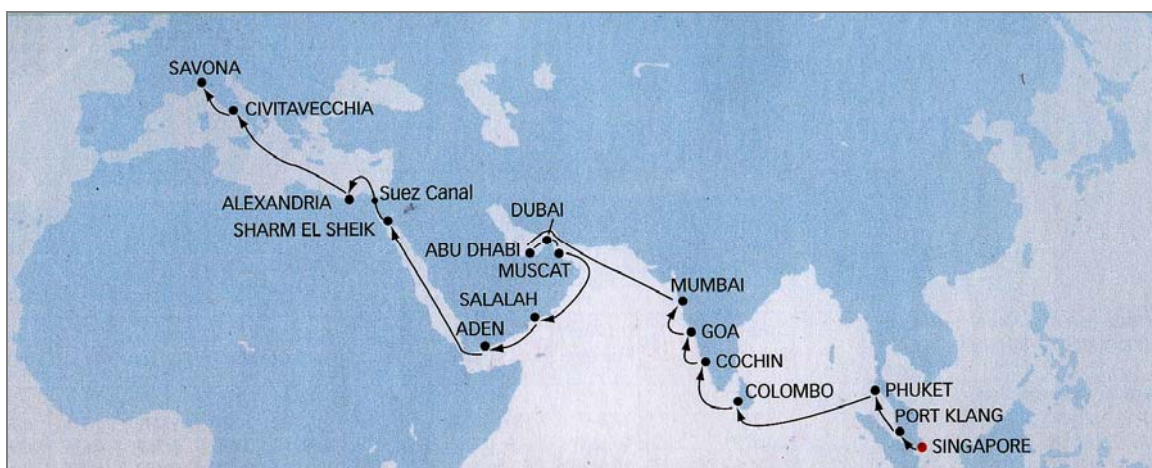 SAVONA
CIVITAVECCHIA
Suez Canal
ALEXANDRIA
SHARM EL SHEIK
DUBAI
ABU DHABI
MUSCAT
MUMBAI
SALALAH
ADEN
GOA
COCHIN
COLOMBO
PHUKET
PORT KLANG
SINGAPORE